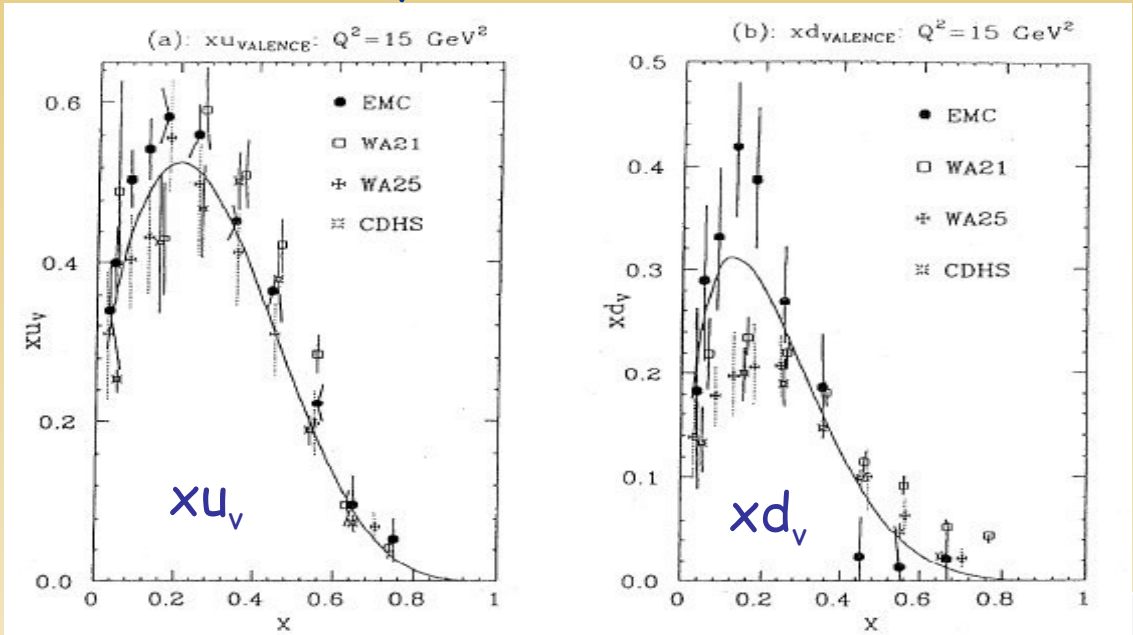 (a): xu_VALENCE: Q²=15 GeV²
0.6
0.4
0.2
0.0
xu_v
EMC
WA21
WA25
CDHS
xu_v
0 0.2 0.4 0.6 0.8 1
x
(b): xd_VALENCE: Q²=15 GeV²
0.5
0.4
0.3
0.2
0.1
0.0
xd_v
EMC
WA21
WA25
CDHS
xd_v
0 0.2 0.4 0.6 0.8 1
x